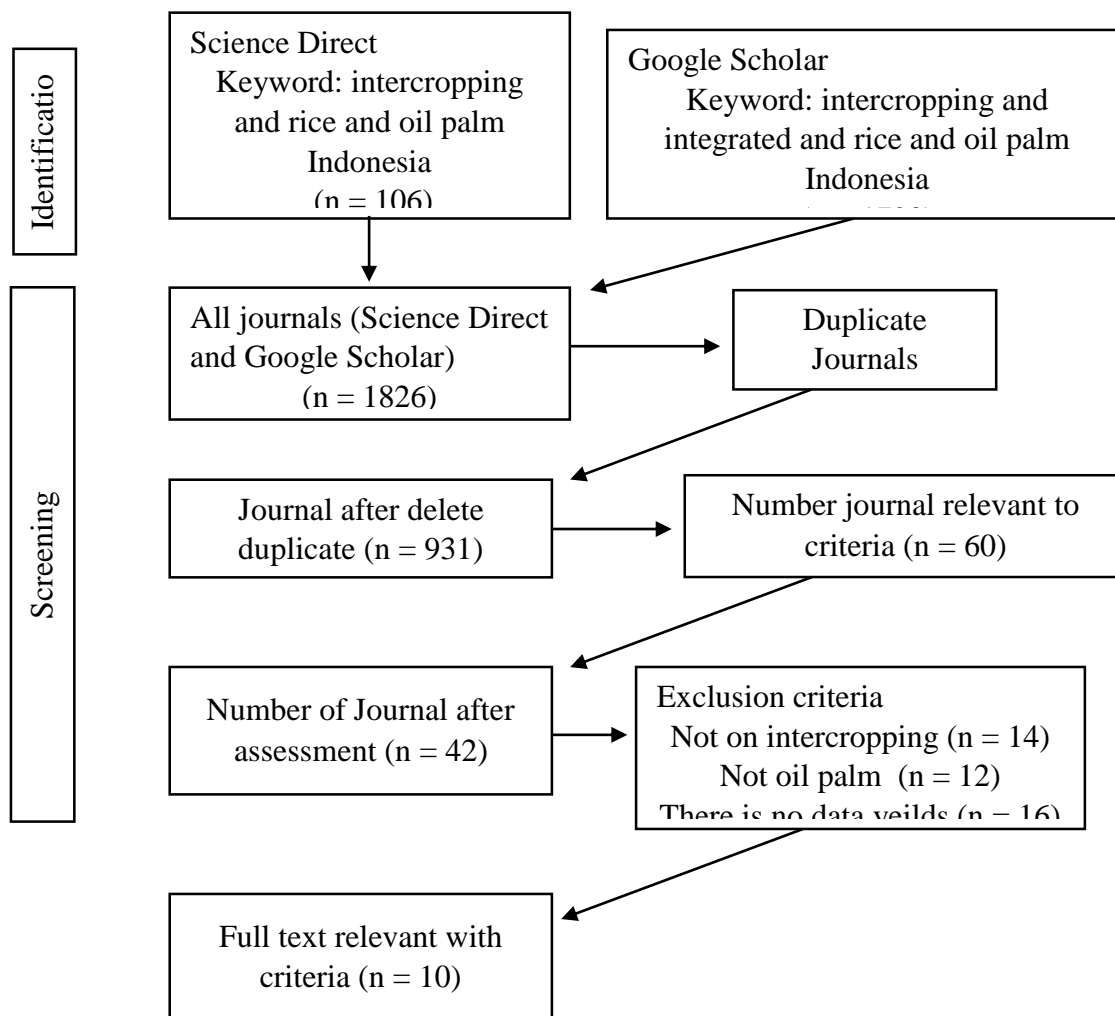 Identificatio
Science Direct
Keyword: intercropping
and rice and oil palm
Indonesia
(n = 106)
Google Scholar
Keyword: intercropping and
integrated and rice and oil palm
Indonesia
Screening
All journals (Science Direct
and Google Scholar)
(n = 1826)
Duplicate
Journals
Journal after delete
duplicate (n = 931)
Number journal relevant to
criteria (n = 60)
Number of Journal after
assessment (n = 42)
Exclusion criteria
Not on intercropping (n = 14)
Not oil palm (n = 12)
There is no data veilds (n = 16)
Full text relevant with
criteria (n = 10)